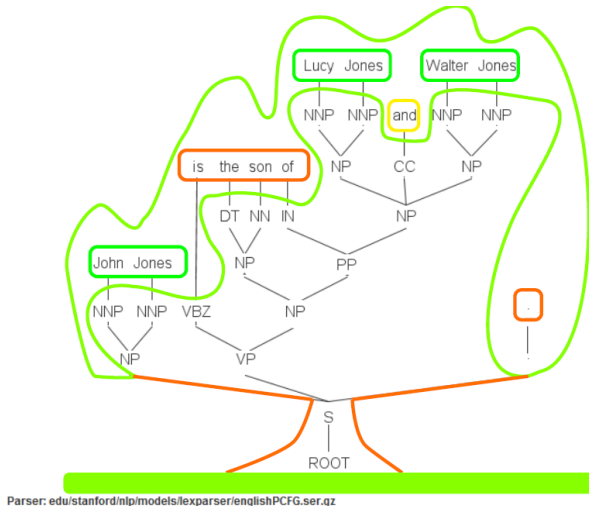 Lucy Jones Walter Jones
NNP NNP and NNP NNP
is the son of NP CC NP
DT NN IN NP
John Jones NP PP
NNP NNP VBZ NP .
NP VP .
S
ROOT
Parser: edu/stanford/nlp/models/lexparser/englishPCFG.ser.gz